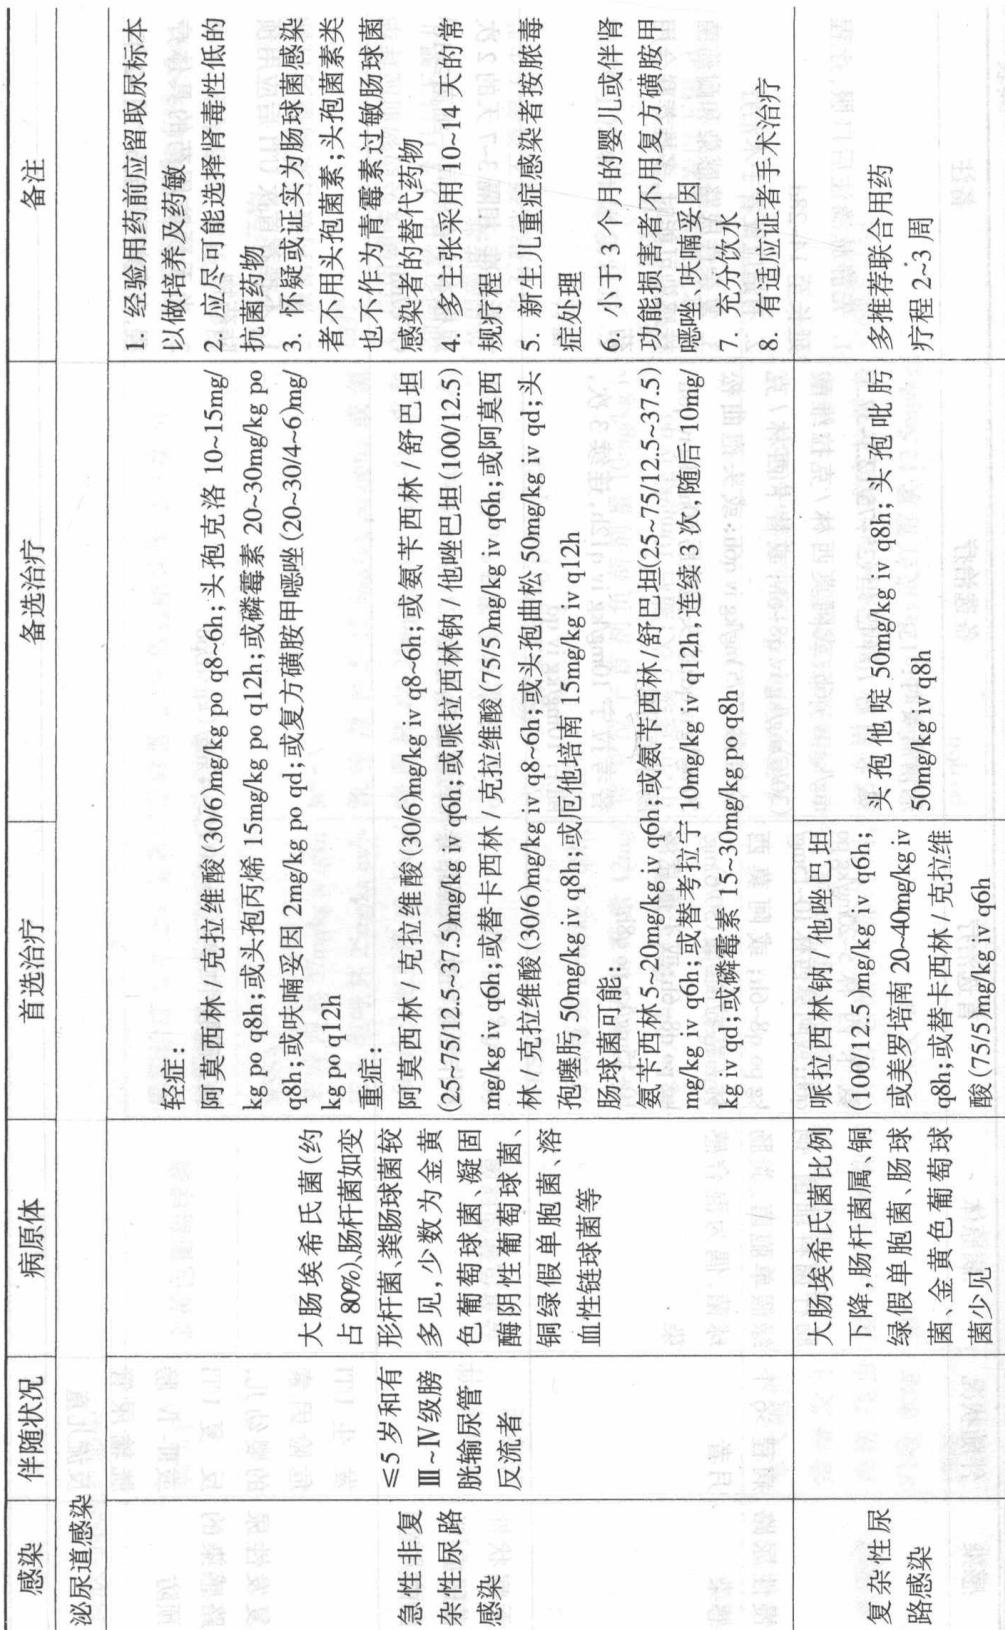 感染
伴随状况
病原体
首选治疗
备选治疗
备注
泌尿道感染
急性非复
杂性尿路
感染
≤5岁和有
Ⅲ~Ⅳ级膀
胱输尿管
反流者
大肠埃希氏菌(约
占80%)、肠杆菌如变
形杆菌、粪肠球菌较
多见,少数为金黄
色葡萄球菌、凝固
酶阴性葡萄球菌、
铜绿假单胞菌、溶
血性链球菌等
轻症:
阿莫西林/克拉维酸(30/6)mg/kg po q8~6h;头孢克洛 10~15mg/
kg po q8h;或头孢丙烯 15mg/kg po q12h;或磷霉素 20~30mg/kg po
q8h;或呋喃妥因 2mg/kg po qd;或复方磺胺甲噁唑(20~30/4~6)mg/
kg po q12h
重症:
阿莫西林/克拉维酸(30/6)mg/kg iv q8~6h;或氨苄西林/舒巴坦
(25~75/12.5~37.5)mg/kg iv q6h;或哌拉西林钠/他唑巴坦(100/12.5)
mg/kg iv q6h;或替卡西林/克拉维酸(75/5)mg/kg iv q6h;或阿莫西
林/克拉维酸(30/6)mg/kg iv q8~6h;或头孢曲松 50mg/kg iv qd;头
孢噻肟 50mg/kg iv q8h;或厄他培南 15mg/kg iv q12h
肠球菌可能:
氨苄西林 5~20mg/kg iv q6h;或氨苄西林/舒巴坦(25~75/12.5~37.5)
mg/kg iv q6h;或替考拉宁 10mg/kg iv q12h,连续3次,随后 10mg/
kg iv qd;或磷霉素 15~30mg/kg po q8h
1. 经验用药前应留取尿标本
以做培养及药敏
2. 应尽可能选择肾毒性低的
抗菌药物
3. 怀疑或证实为肠球菌感染
者不用头孢菌素;头孢菌素类
也不作为青霉素过敏肠球菌
感染者的替代药物
4. 多主张采用 10~14 天的常
规疗程
5. 新生儿重症感染者按脓毒
症处理
6. 小于3个月的婴儿或伴肾
功能损害者不用复方磺胺甲
噁唑、呋喃妥因
7. 充分饮水
8. 有适应证者手术治疗
复杂性尿
路感染
大肠埃希氏菌比例
下降,肠杆菌属、铜
绿假单胞菌、肠球
菌、金黄色葡萄球
菌少见
哌拉西林钠/他唑巴坦
(100/12.5)mg/kg iv q6h;
或美罗培南 20~40mg/kg iv
q8h;或替卡西林/克拉维
酸(75/5)mg/kg iv q6h
头孢他啶 50mg/kg iv q8h;头孢吡肟
50mg/kg iv q8h
多推荐联合用药
疗程 2~3 周